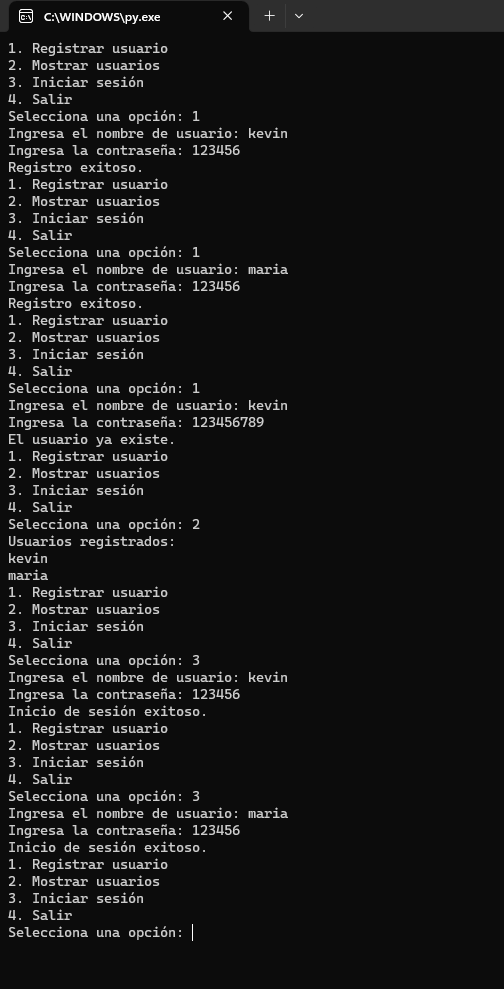 C:\WINDOWS\py.exe
1. Registrar usuario
2. Mostrar usuarios
3. Iniciar sesión
4. Salir
Selecciona una opción: 1
Ingresa el nombre de usuario: kevin
Ingresa la contraseña: 123456
Registro exitoso.
1. Registrar usuario
2. Mostrar usuarios
3. Iniciar sesión
4. Salir
Selecciona una opción: 1
Ingresa el nombre de usuario: maria
Ingresa la contraseña: 123456
Registro exitoso.
1. Registrar usuario
2. Mostrar usuarios
3. Iniciar sesión
4. Salir
Selecciona una opción: 1
Ingresa el nombre de usuario: kevin
Ingresa la contraseña: 123456789
El usuario ya existe.
1. Registrar usuario
2. Mostrar usuarios
3. Iniciar sesión
4. Salir
Selecciona una opción: 2
Usuarios registrados:
kevin
maria
1. Registrar usuario
2. Mostrar usuarios
3. Iniciar sesión
4. Salir
Selecciona una opción: 3
Ingresa el nombre de usuario: kevin
Ingresa la contraseña: 123456
Inicio de sesión exitoso.
1. Registrar usuario
2. Mostrar usuarios
3. Iniciar sesión
4. Salir
Selecciona una opción: 3
Ingresa el nombre de usuario: maria
Ingresa la contraseña: 123456
Inicio de sesión exitoso.
1. Registrar usuario
2. Mostrar usuarios
3. Iniciar sesión
4. Salir
Selecciona una opción: